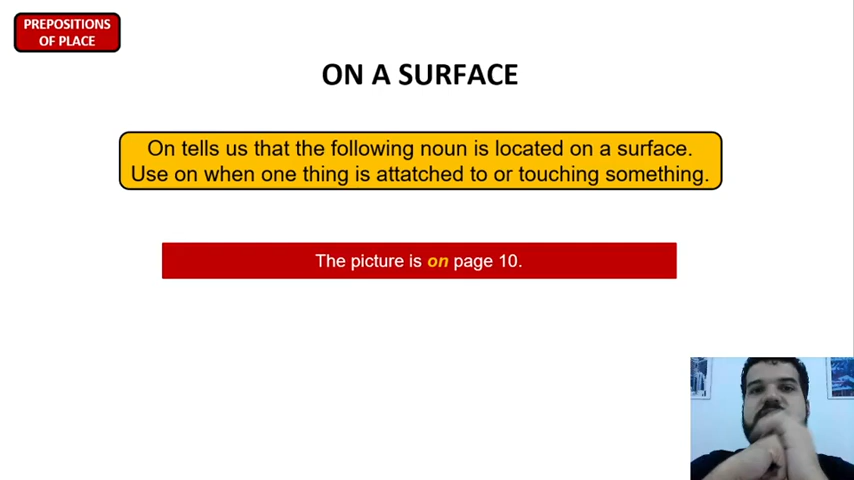 PREPOSITIONS
OF PLACE
ON A SURFACE
On tells us that the following noun is located on a surface.
Use on when one thing is attatched to or touching something.
The picture is on page 10.